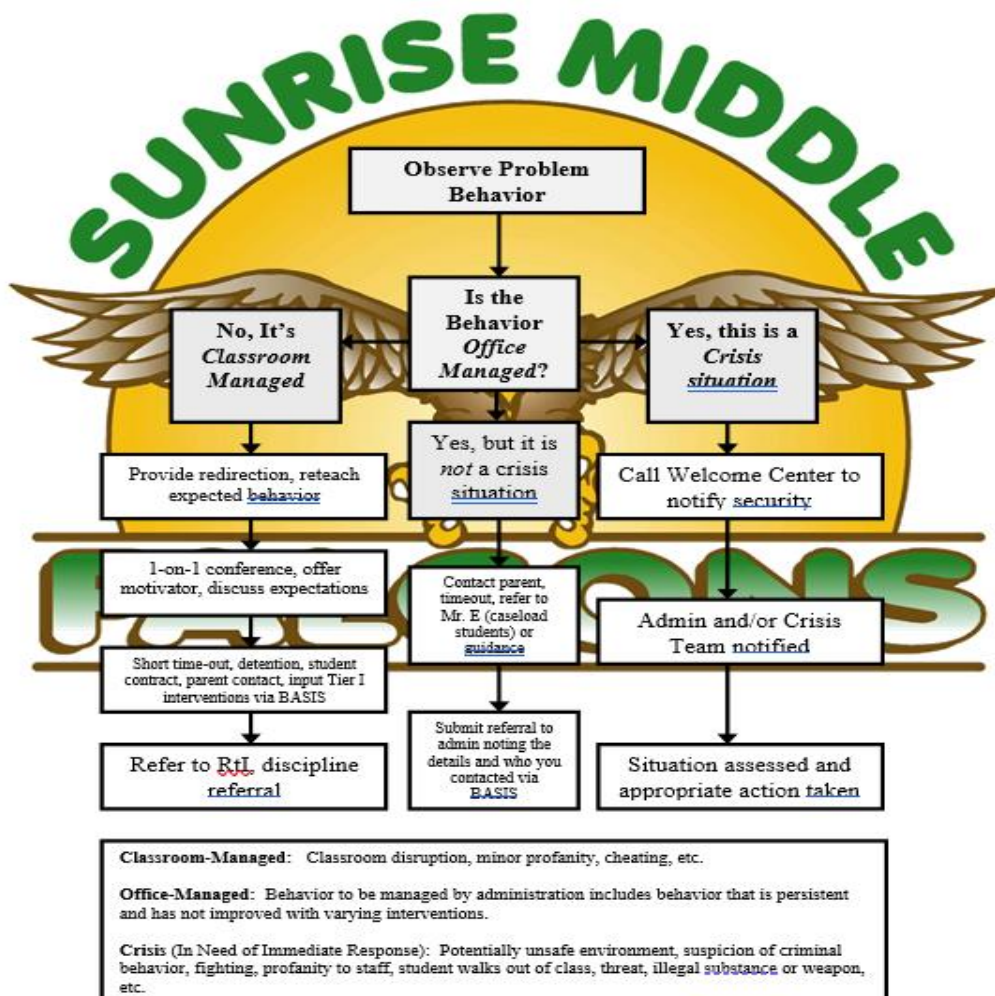 SUNRISE MIDDLE
Observe Problem
Behavior
Is the
Behavior
Office
Managed?
No, It's
Classroom
Managed
Yes, this is a
Crisis
situation
Yes, but it is
not a crisis
situation
Provide redirection, reteach
expected behavior
1-on-1 conference, offer
motivator, discuss expectations
Short time-out, detention, student
contract, parent contact, input Tier I
interventions via BASIS
Refer to RtI, discipline
referral
Contact parent,
timeout, refer to
Mr. E (caseload
students) or
guidance
Submit referral to
admin noting the
details and who you
contacted via
BASIS
Call Welcome Center to
notify security
Admin and/or Crisis
Team notified
Situation assessed and
appropriate action taken
FALCONS
Classroom-Managed: Classroom disruption, minor profanity, cheating, etc.
Office-Managed: Behavior to be managed by administration includes behavior that is persistent
and has not improved with varying interventions.
Crisis (In Need of Immediate Response): Potentially unsafe environment, suspicion of criminal
behavior, fighting, profanity to staff, student walks out of class, threat, illegal substance or weapon,
etc.